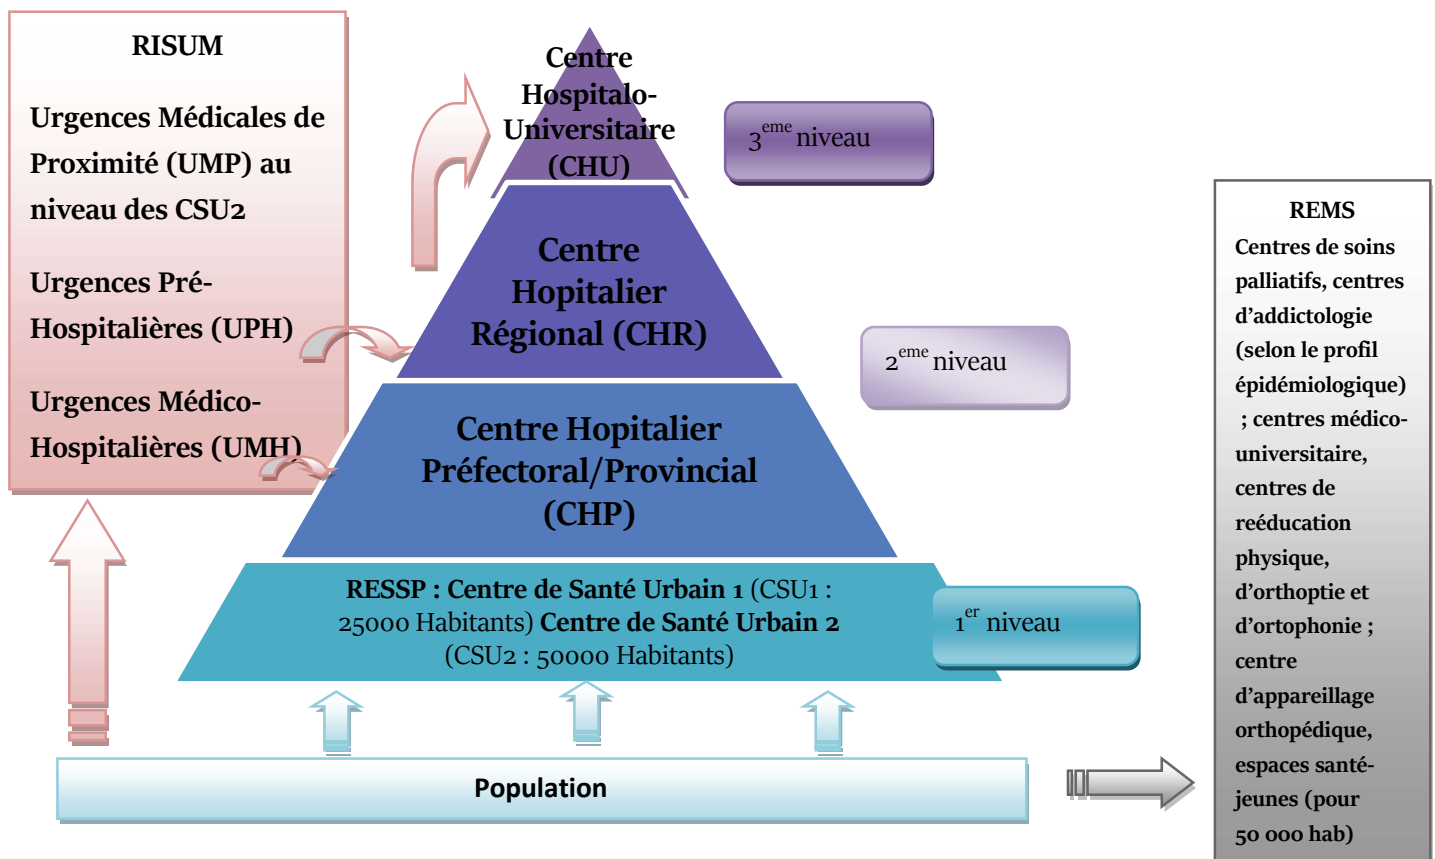 RISUM
Urgences Médicales de
Proximité (UMP) au
niveau des CSU2
Urgences Pré-
Hospitalières (UPH)
Urgences Médico-
Hospitalières (UMH)
Centre
Hospitalo-
Universitaire
(CHU)
3eme niveau
Centre
Hopitalier
Régional (CHR)
2eme niveau
Centre Hopitalier
Préfectoral/Provincial
(CHP)
RESSP : Centre de Santé Urbain 1 (CSU1 :
25000 Habitants) Centre de Santé Urbain 2
(CSU2 : 50000 Habitants)
1er niveau
Population
REMS
Centres de soins
palliatifs, centres
d’addictologie
(selon le profil
épidémiologique)
; centres médico-
universitaire,
centres de
reéducation
physique,
d’orthoptie et
d’ortophonie ;
centre
d’appareillage
orthopédique,
espaces santé-
jeunes (pour
50 000 hab)